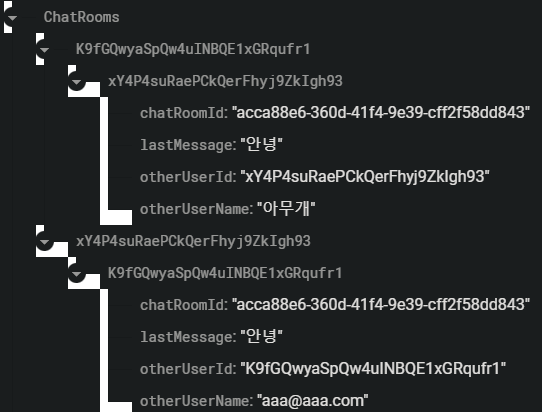 ChatRooms
K9fGQwyaSpQw4uINBQE1xGRqufr1
xY4P4suRaePCkQerFhyj9ZkIgh93
chatRoomId: "acca88e6-360d-41f4-9e39-cff2f58dd843"
lastMessage: "안녕"
otherUserId: "xY4P4suRaePCkQerFhyj9ZkIgh93"
otherUserName: "아무개"
xY4P4suRaePCkQerFhyj9ZkIgh93
K9fGQwyaSpQw4uINBQE1xGRqufr1
chatRoomId: "acca88e6-360d-41f4-9e39-cff2f58dd843"
lastMessage: "안녕"
otherUserId: "K9fGQwyaSpQw4uINBQE1xGRqufr1"
otherUserName: "aaa@aaa.com"